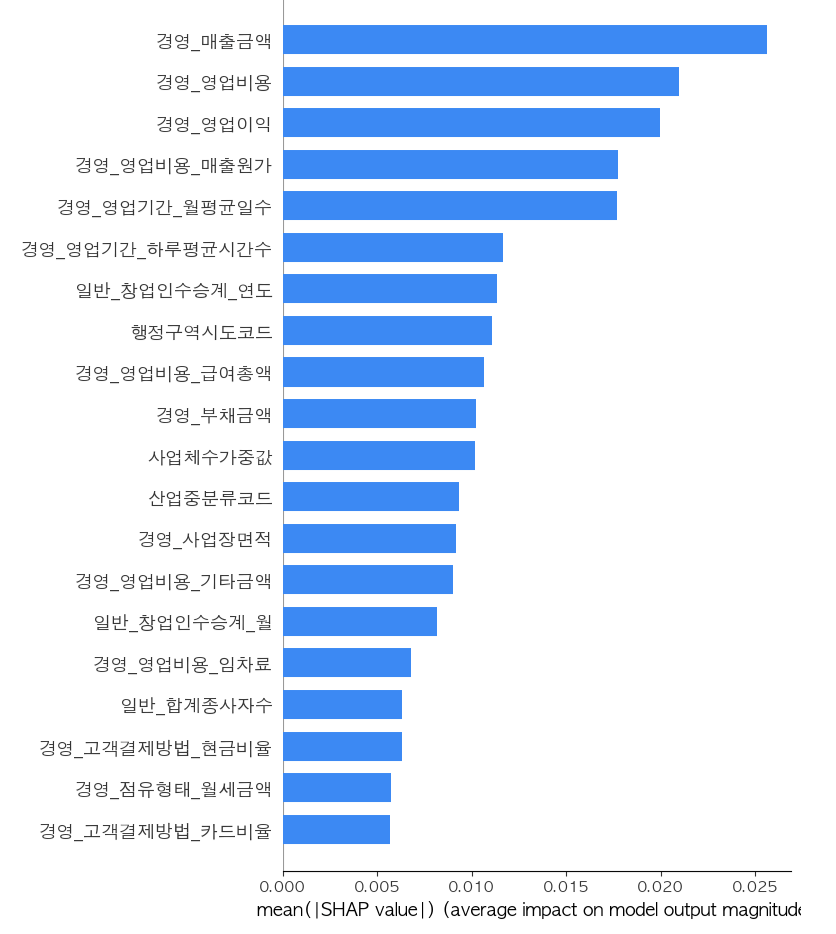 경영_매출금액
경영_영업비용
경영_영업이익
경영_영업비용_매출원가
경영_영업기간_월평균일수
경영_영업기간_하루평균시간수
일반_창업인수승계_연도
행정구역시도코드
경영_영업비용_급여총액
경영_부채금액
사업체수가중값
산업중분류코드
경영_사업장면적
경영_영업비용_기타금액
일반_창업인수승계_월
경영_영업비용_임차료
일반_합계종사자수
경영_고객결제방법_현금비율
경영_점유형태_월세금액
경영_고객결제방법_카드비율
0.000 0.005 0.010 0.015 0.020 0.025
mean(|SHAP value|) (average impact on model output magnitude